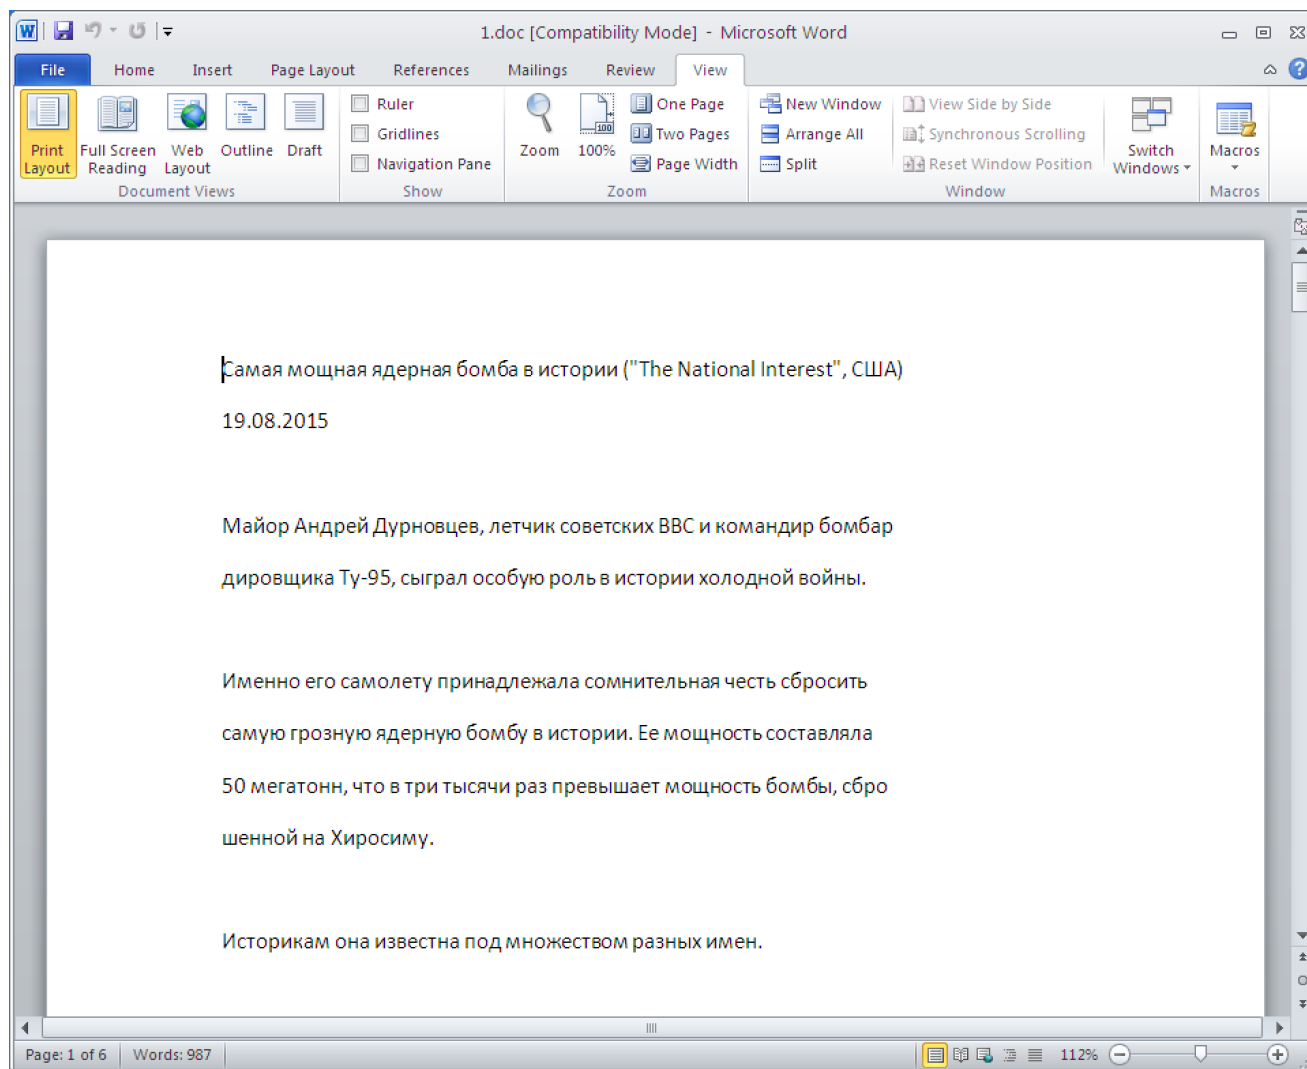 1.doc [Compatibility Mode] - Microsoft Word
File Home Insert Page Layout References Mailings Review View
Print Layout
Full Screen Reading
Web Layout
Outline
Draft
Document Views
Ruler
Gridlines
Navigation Pane
Show
Zoom
100%
One Page
Two Pages
Page Width
Zoom
New Window
Arrange All
Split
View Side by Side
Synchronous Scrolling
Reset Window Position
Window
Switch Windows
Macros
Macros
Самая мощная ядерная бомба в истории ("The National Interest", США)
19.08.2015
Майор Андрей Дурновцев, летчик советских ВВС и командир бомбар
дировщика Ту-95, сыграл особую роль в истории холодной войны.
Именно его самолету принадлежала сомнительная честь сбросить
самую грозную ядерную бомбу в истории. Ее мощность составляла
50 мегатонн, что в три тысячи раз превышает мощность бомбы, сбро
шенной на Хиросиму.
Историкам она известна под множеством разных имен.
Page: 1 of 6 Words: 987 112%